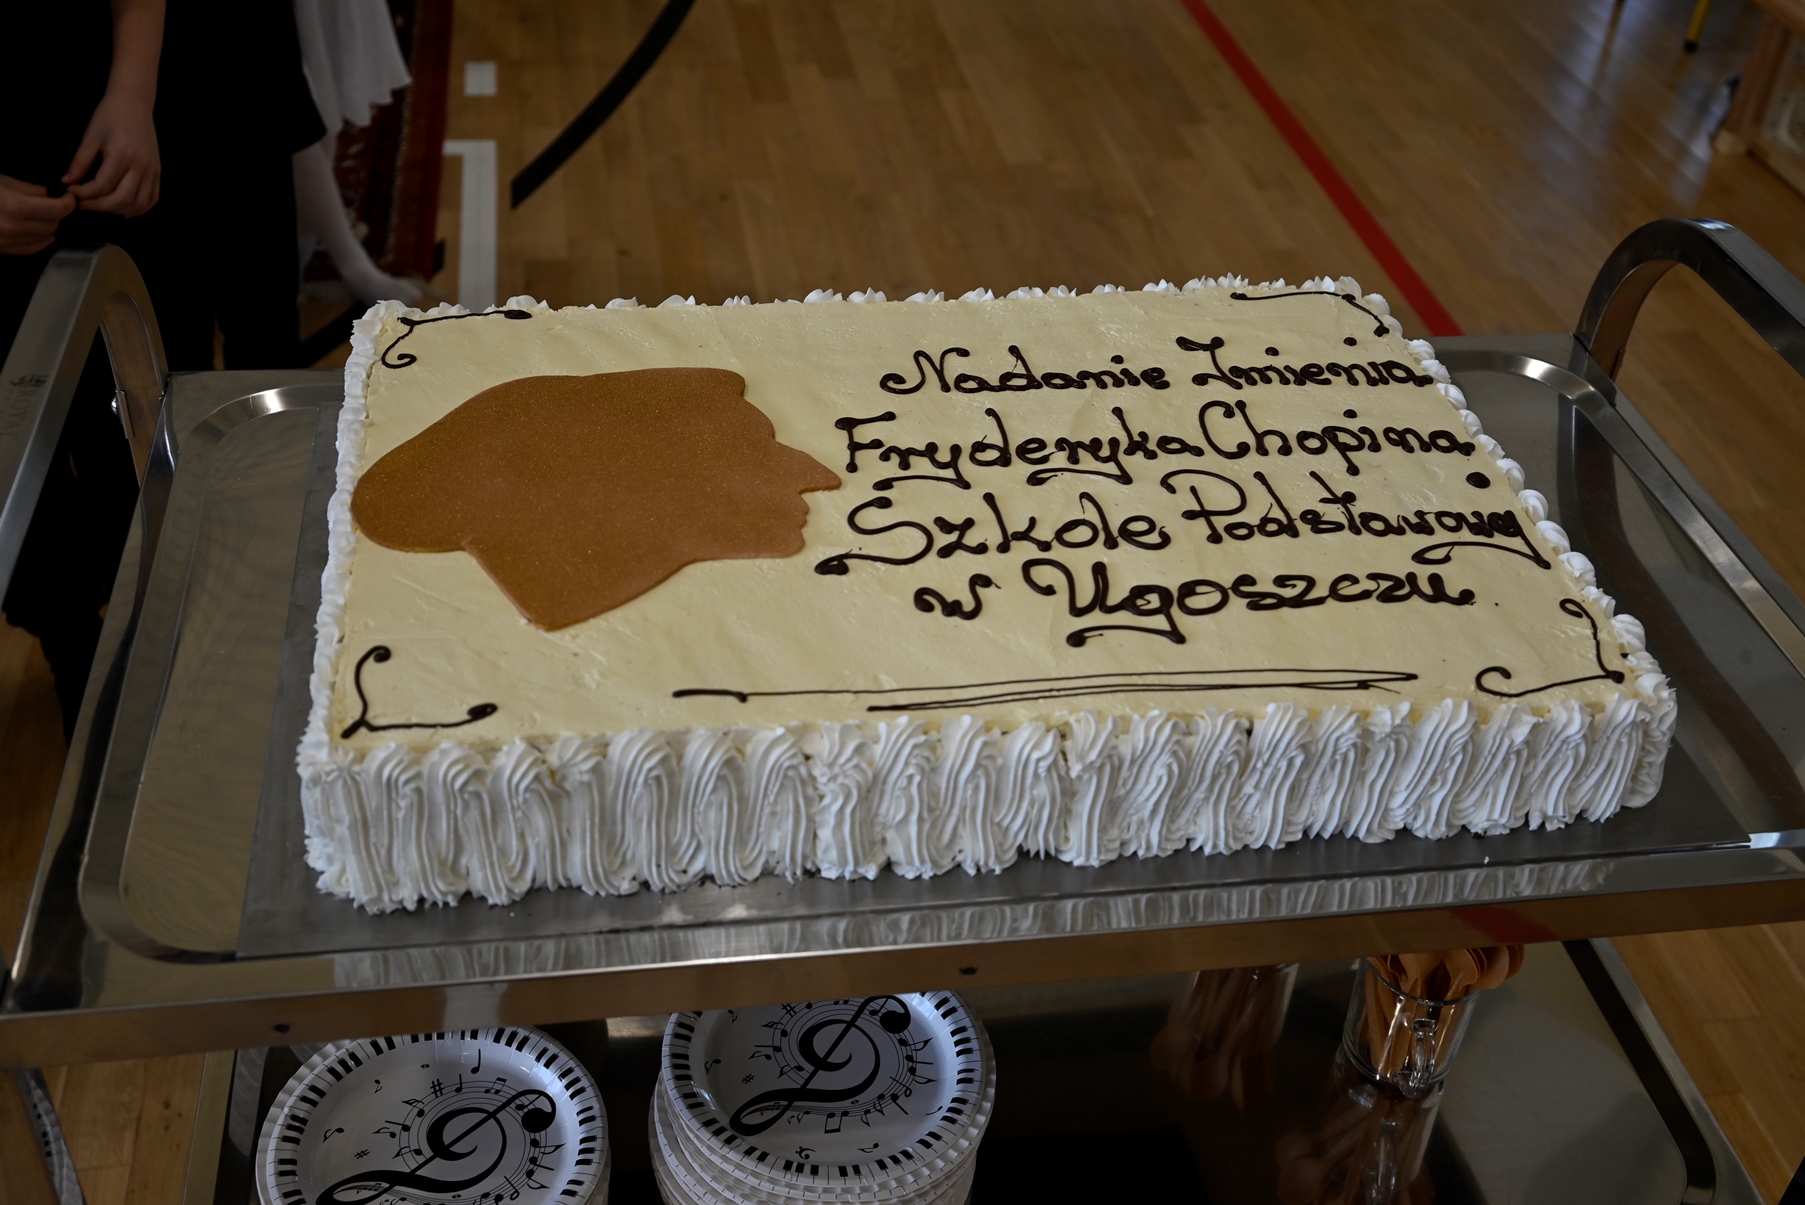 Nadanie Imienia
Fryderyka Chopina
Szkole Podstawowej
w Ugoszczu